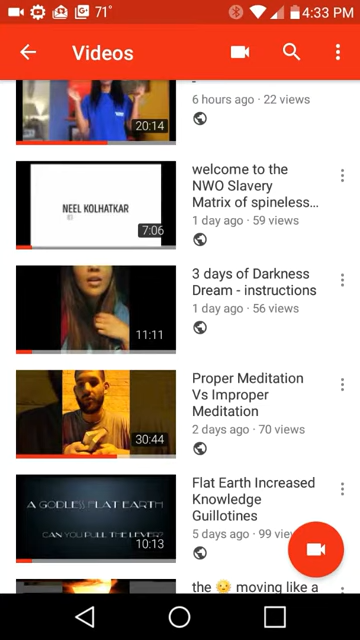 71°
4:33 PM
Videos
20:14
6 hours ago · 22 views
NEEL KOLHATKAR
7:06
welcome to the
NWO Slavery
Matrix of spineless...
1 day ago · 59 views
11:11
3 days of Darkness
Dream - instructions
1 day ago · 56 views
30:44
Proper Meditation
Vs Improper
Meditation
2 days ago · 70 views
A GODLESS FLAT EARTH
CAN YOU PULL THE LEVER?
10:13
Flat Earth Increased
Knowledge
Guillotines
5 days ago · 99 vie
the 🌞 moving like a